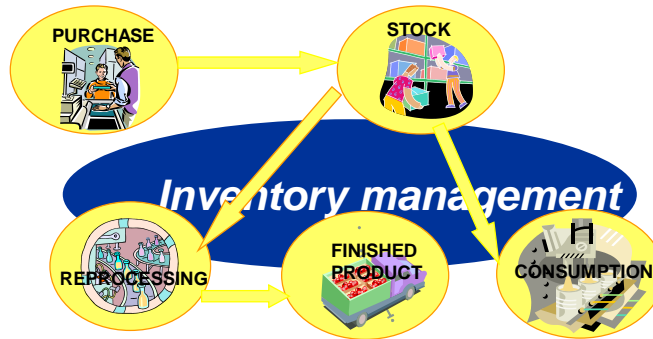 PURCHASE
STOCK
Inventory management
REPROCESSING
FINISHED
PRODUCT
CONSUMPTION